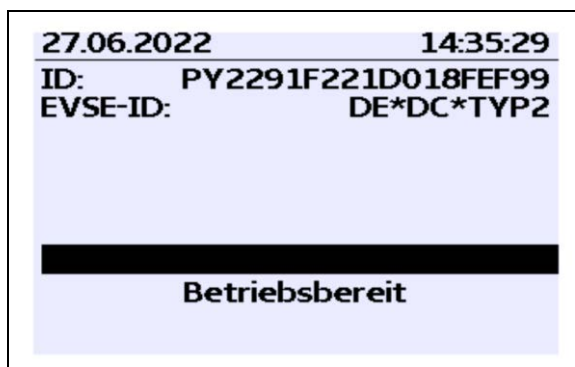 27.06.2022 14:35:29
ID: PY2291F221D018FEF99
EVSE-ID: DE*DC*TYP2
Betriebsbereit